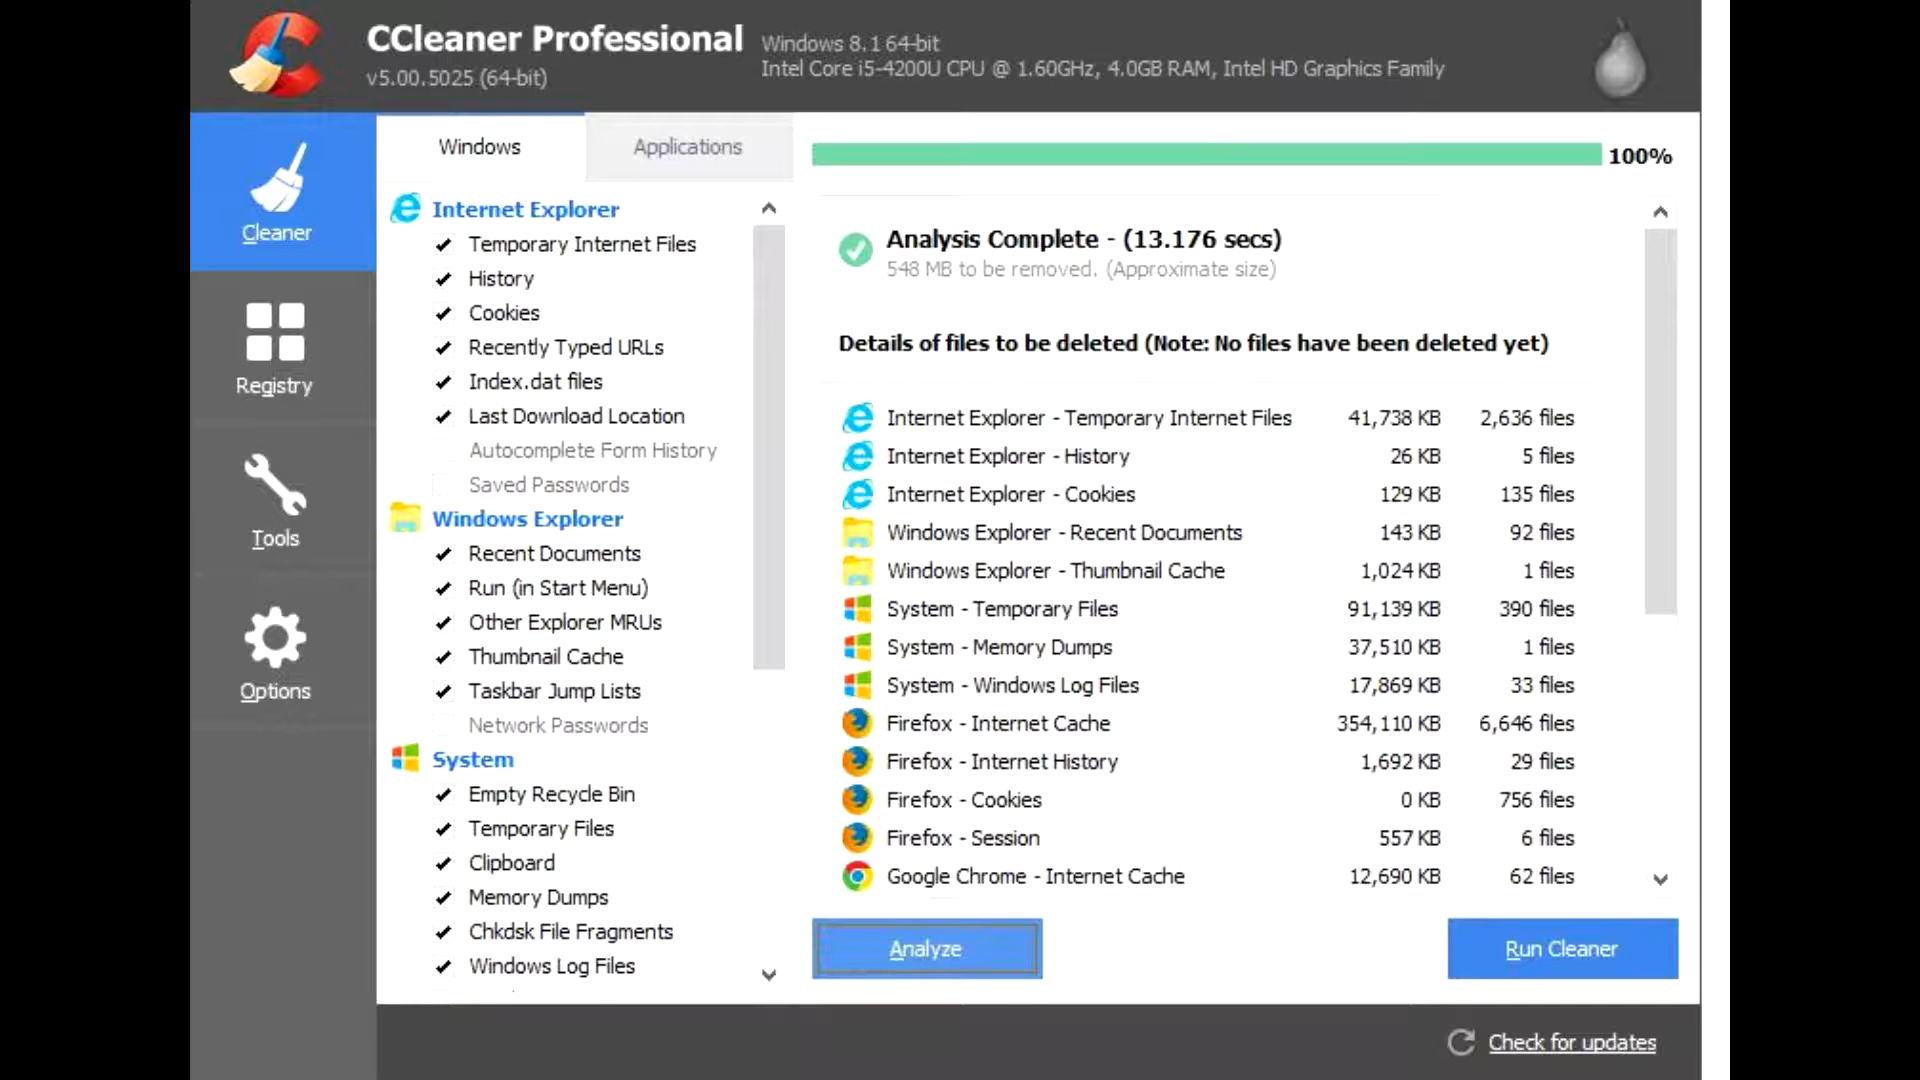 CCleaner Professional
v5.00.5025 (64-bit)
Windows 8.1 64-bit
Intel Core i5-4200U CPU @ 1.60GHz, 4.0GB RAM, Intel HD Graphics Family
Cleaner
Registry
Tools
Options
Windows
Applications
Internet Explorer
Temporary Internet Files
History
Cookies
Recently Typed URLs
Index.dat files
Last Download Location
Autocomplete Form History
Saved Passwords
Windows Explorer
Recent Documents
Run (in Start Menu)
Other Explorer MRUs
Thumbnail Cache
Taskbar Jump Lists
Network Passwords
System
Empty Recycle Bin
Temporary Files
Clipboard
Memory Dumps
Chkdsk File Fragments
Windows Log Files
100%
Analysis Complete - (13.176 secs)
548 MB to be removed. (Approximate size)
Details of files to be deleted (Note: No files have been deleted yet)
Internet Explorer - Temporary Internet Files 41,738 KB 2,636 files
Internet Explorer - History 26 KB 5 files
Internet Explorer - Cookies 129 KB 135 files
Windows Explorer - Recent Documents 143 KB 92 files
Windows Explorer - Thumbnail Cache 1,024 KB 1 files
System - Temporary Files 91,139 KB 390 files
System - Memory Dumps 37,510 KB 1 files
System - Windows Log Files 17,869 KB 33 files
Firefox - Internet Cache 354,110 KB 6,646 files
Firefox - Internet History 1,692 KB 29 files
Firefox - Cookies 0 KB 756 files
Firefox - Session 557 KB 6 files
Google Chrome - Internet Cache 12,690 KB 62 files
Analyze
Run Cleaner
Check for updates